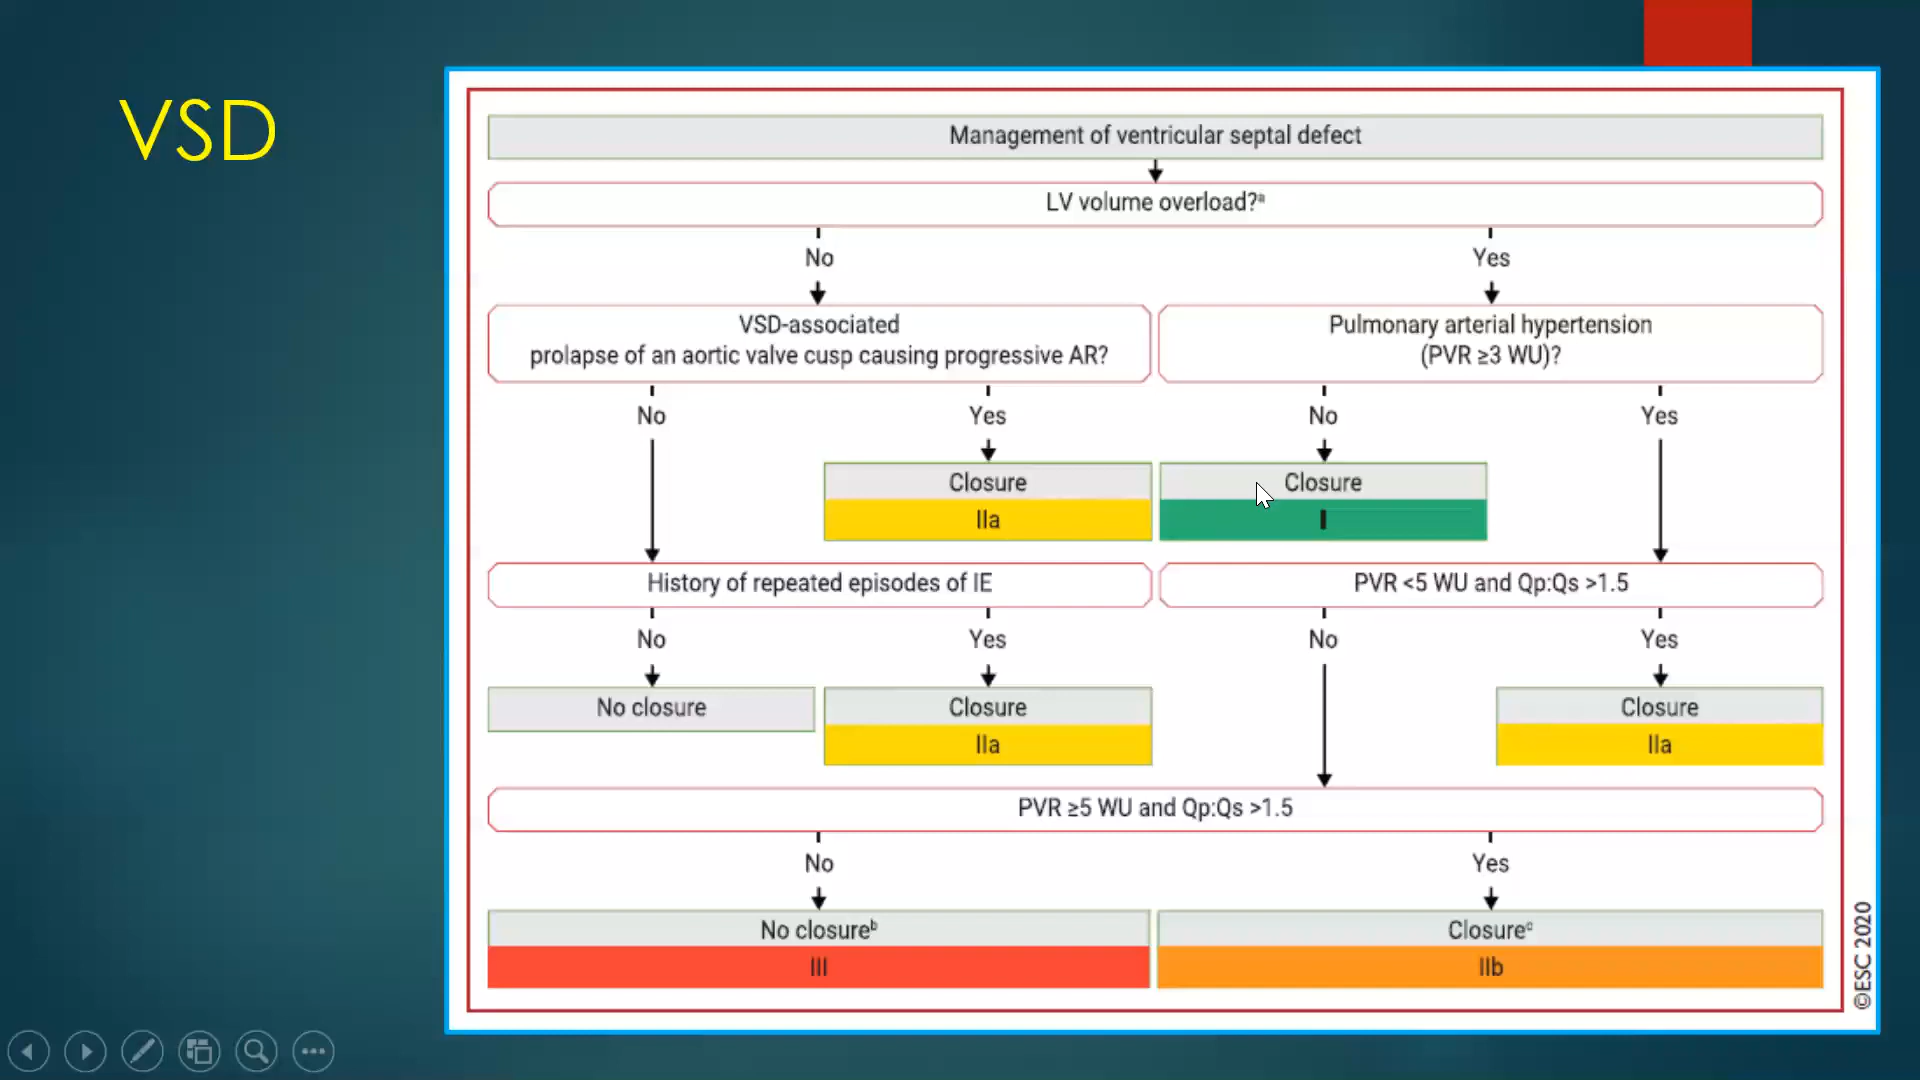 VSD
Management of ventricular septal defect
LV volume overload?ᵃ
No
Yes
VSD-associated
prolapse of an aortic valve cusp causing progressive AR?
Pulmonary arterial hypertension
(PVR ≥3 WU)?
No
Yes
No
Yes
Closure
IIa
Closure
I
History of repeated episodes of IE
PVR <5 WU and Qp:Qs >1.5
No
Yes
No
Yes
No closure
Closure
IIa
Closure
IIa
PVR ≥5 WU and Qp:Qs >1.5
No
Yes
No closureᵇ
III
Closureᶜ
IIb
©ESC 2020